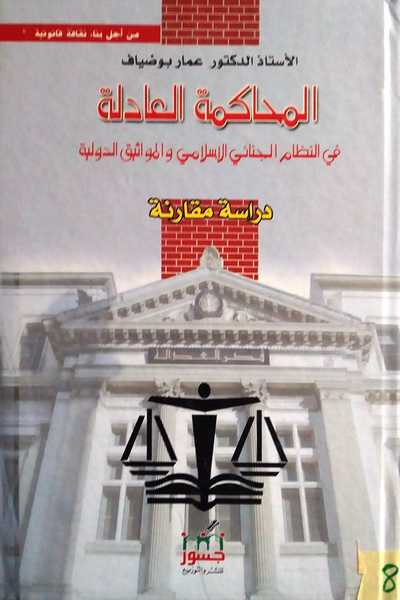 من أجل بناء ثقافة قانونية
الأستاذ الدكتور عمار بوضياف
المحاكمة العادلة
في النظام الجنائي الإسلامي والمواثيق الدولية
دراسة مقارنة
قصر العدالة
جسور
للنشر والتوزيع
8